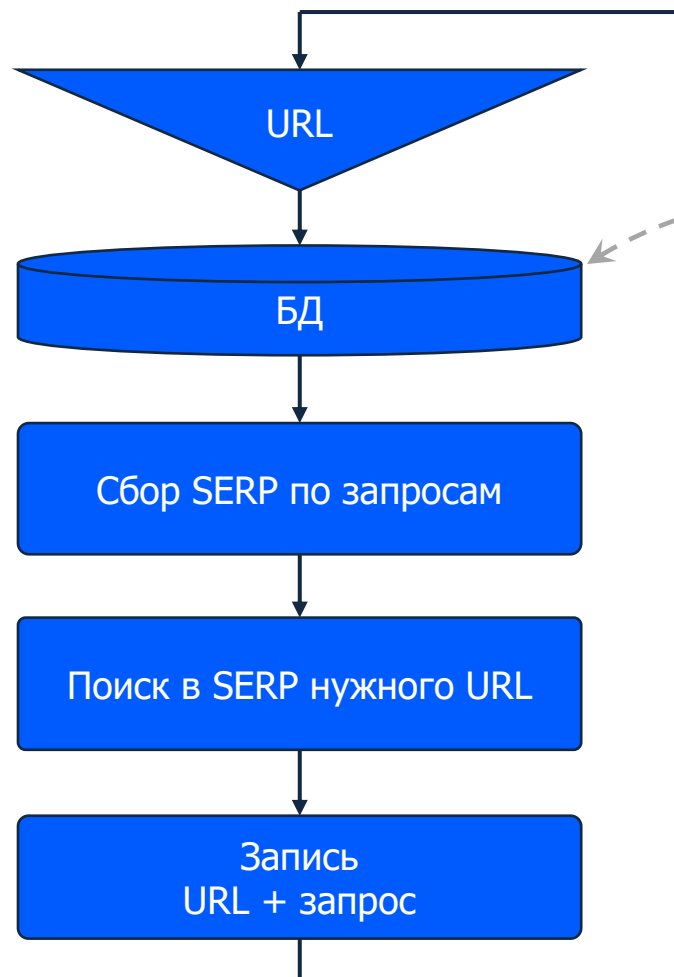 URL
БД
Сбор SERP по запросам
Поиск в SERP нужного URL
Запись
URL + запрос